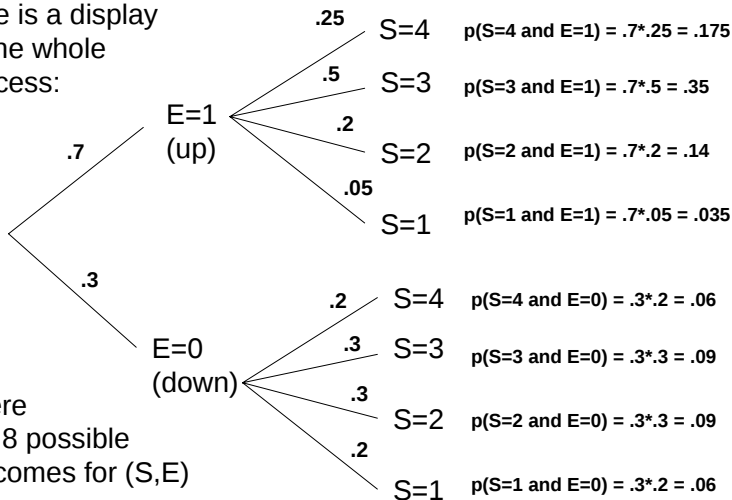 e is a display
ne whole
cess:
.7
.3
E=1
(up)
.25
.5
.2
.05
S=4 p(S=4 and E=1) = .7*.25 = .175
S=3 p(S=3 and E=1) = .7*.5 = .35
S=2 p(S=2 and E=1) = .7*.2 = .14
S=1 p(S=1 and E=1) = .7*.05 = .035
E=0
(down)
.2
.3
.3
.2
S=4 p(S=4 and E=0) = .3*.2 = .06
S=3 p(S=3 and E=0) = .3*.3 = .09
S=2 p(S=2 and E=0) = .3*.3 = .09
S=1 p(S=1 and E=0) = .3*.2 = .06
ere
8 possible
comes for (S,E)